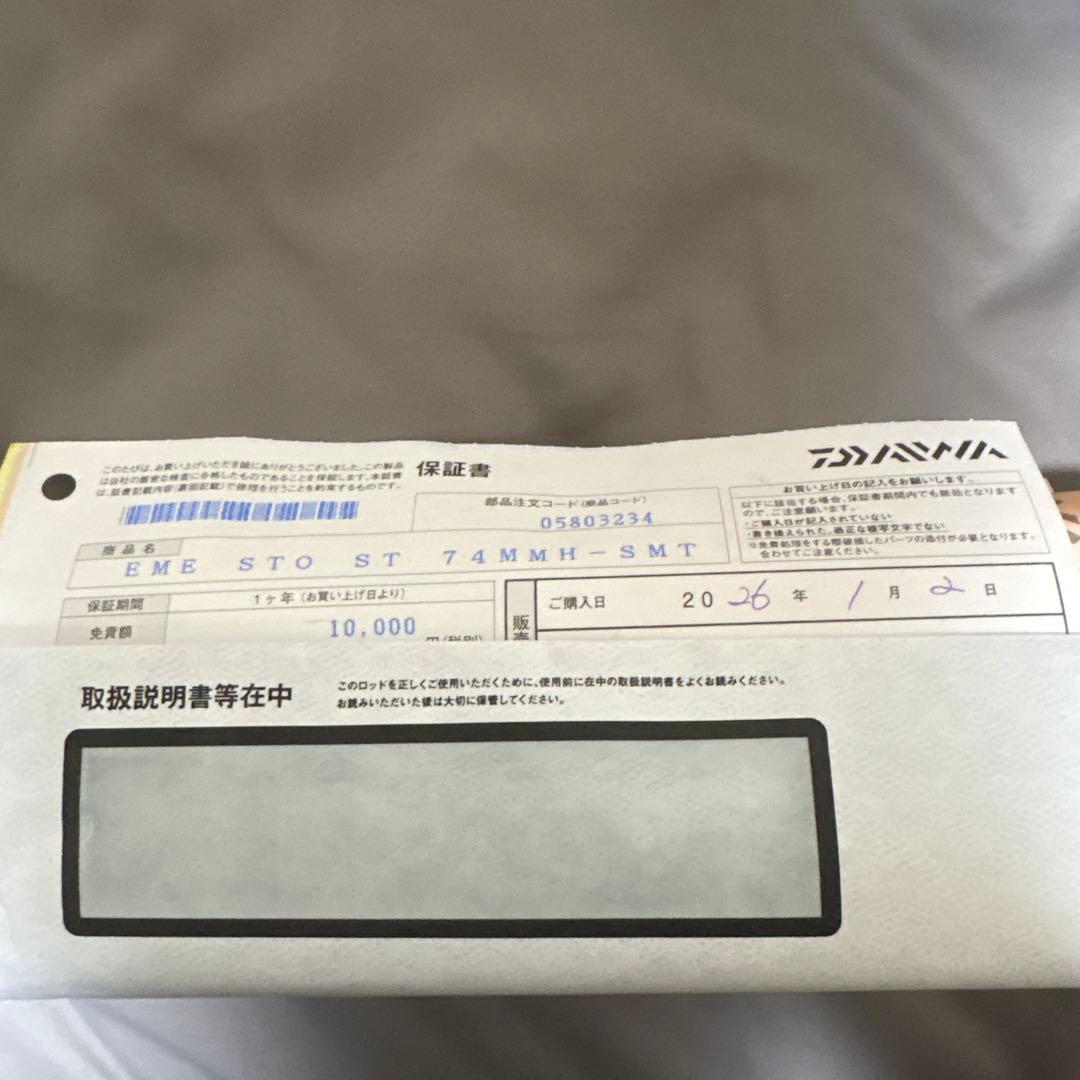 このたびは、お買い上げいただき誠にありがとうございました。この製品
は当社の厳密な検査に合格したものであることを保証します。本証書
は、証書記載内容(裏面記載)で修理を行うことを約束するものです。
保証書
DAIWA
部品注文コード(商品コード)
05803234
お買い上げ日の記入をお願いします。
以下に該当する場合、保証書期間内でも無効となります
ので、ご注意願います。
・ご購入日が記入されていない
・書き換えられた、適正な複写文字でない
※免責処理をする際破損したパーツの添付が必要となります。
合わせてご注意ください。
商品名
EME STO ST 74MMH-SMT
保証期間
1ヶ年(お買い上げ日より)
免責額
10,000
円(税別)
販売
ご購入日
2026年 1月 2日
取扱説明書等在中
このロッドを正しくご使用いただくために、使用前に在中の取扱説明書をよくお読みください。
お読みいただいた後は大切に保管してください。